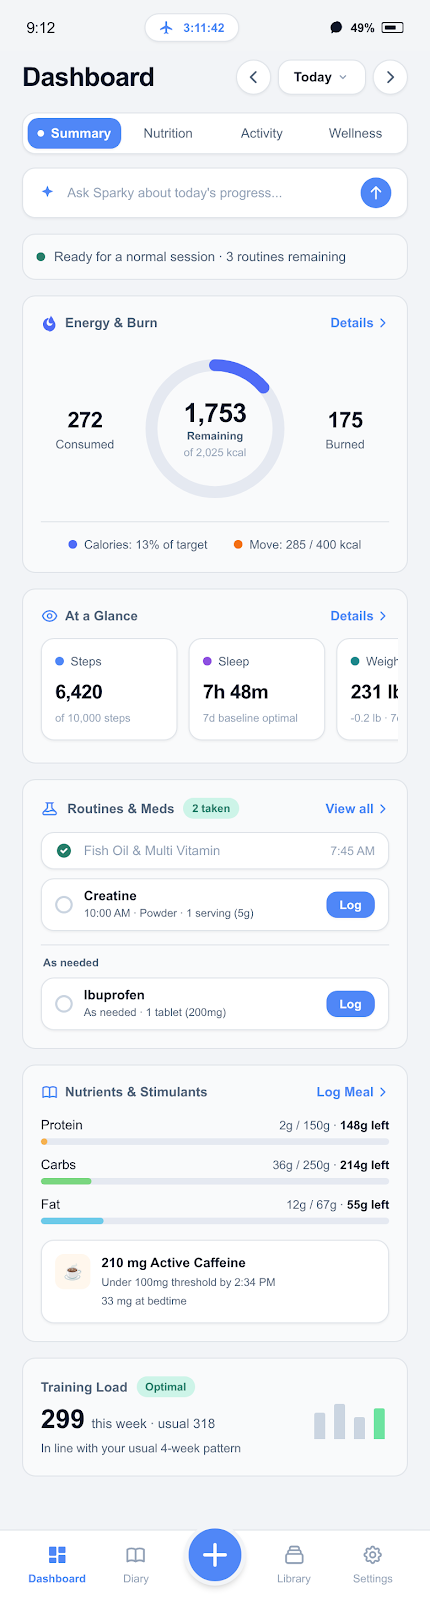 9:12
3:11:42
49%
Dashboard
Today
Summary
Nutrition
Activity
Wellness
Ask Sparky about today's progress...
Ready for a normal session · 3 routines remaining
Energy & Burn
Details
272
Consumed
1,753
Remaining
of 2,025 kcal
175
Burned
Calories: 13% of target
Move: 285 / 400 kcal
At a Glance
Details
Steps
6,420
of 10,000 steps
Sleep
7h 48m
7d baseline optimal
Weigh
231 lb
-0.2 lb · 7
Routines & Meds
2 taken
View all
Fish Oil & Multi Vitamin
7:45 AM
Creatine
10:00 AM · Powder · 1 serving (5g)
Log
As needed
Ibuprofen
As needed · 1 tablet (200mg)
Log
Nutrients & Stimulants
Log Meal
Protein
2g / 150g · 148g left
Carbs
36g / 250g · 214g left
Fat
12g / 67g · 55g left
210 mg Active Caffeine
Under 100mg threshold by 2:34 PM
33 mg at bedtime
Training Load
Optimal
299 this week · usual 318
In line with your usual 4-week pattern
Dashboard
Diary
Library
Settings